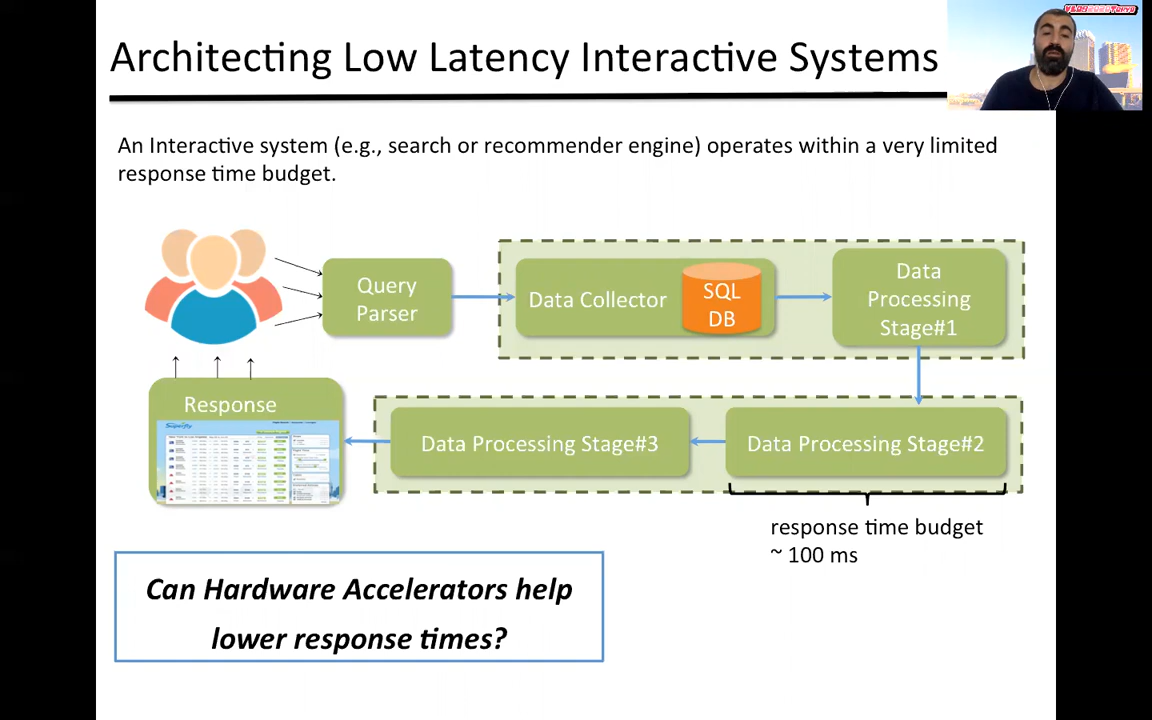 VLDB2020Tokyo
Architecting Low Latency Interactive Systems
An Interactive system (e.g., search or recommender engine) operates within a very limited
response time budget.
Query
Parser
Data Collector
SQL
DB
Data
Processing
Stage#1
Response
Superfly
Data Processing Stage#3
Data Processing Stage#2
response time budget
~ 100 ms
Can Hardware Accelerators help
lower response times?